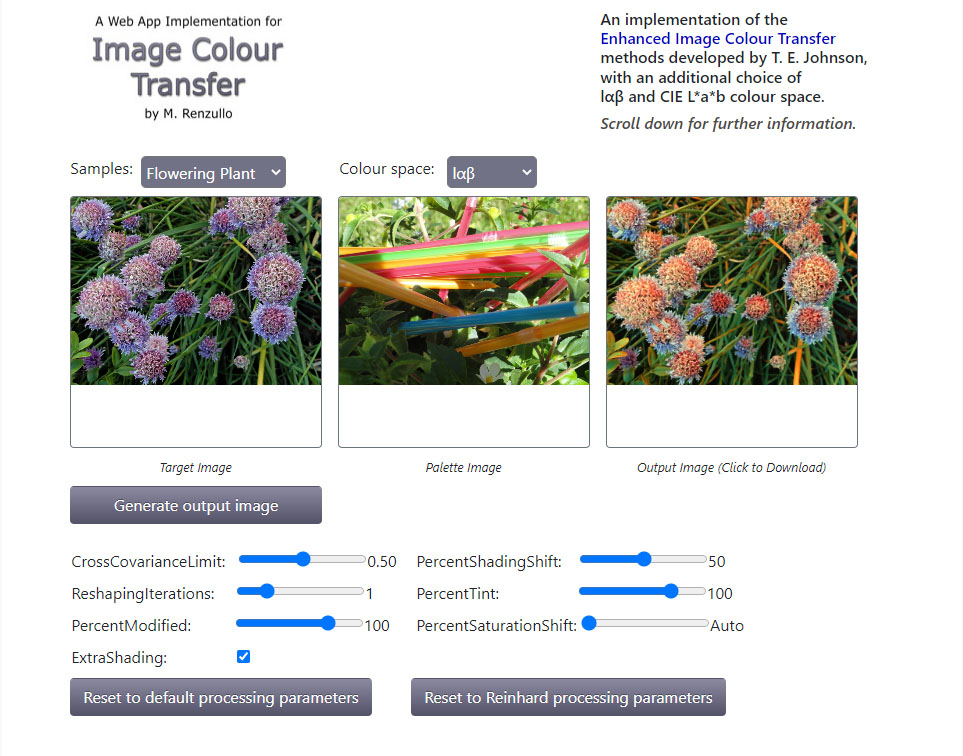 A Web App Implementation for
Image Colour
Transfer
by M. Renzullo
An implementation of the
Enhanced Image Colour Transfer
methods developed by T. E. Johnson,
with an additional choice of
lαβ and CIE L*a*b colour space.
Scroll down for further information.
Samples: Flowering Plant Colour space: lαβ
Target Image Palette Image Output Image (Click to Download)
Generate output image
CrossCovarianceLimit: 0.50 PercentShadingShift: 50
ReshapingIterations: 1 PercentTint: 100
PercentModified: 100 PercentSaturationShift: Auto
ExtraShading:
Reset to default processing parameters Reset to Reinhard processing parameters